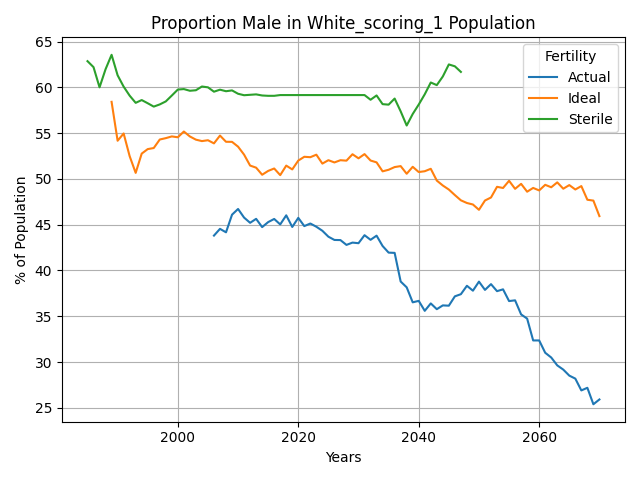 Proportion Male in White_scoring_1 Population
% of Population
65
60
55
50
45
40
35
30
25
Fertility
Actual
Ideal
Sterile
2000
2020
2040
2060
Years